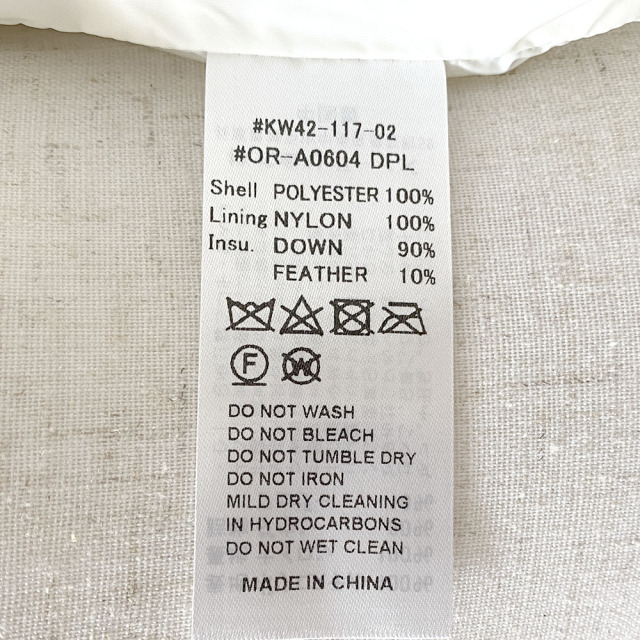 #KW42-117-02
#OR-A0604 DPL
Shell POLYESTER 100%
Lining NYLON 100%
Insu. DOWN 90%
FEATHER 10%
F W
DO NOT WASH
DO NOT BLEACH
DO NOT TUMBLE DRY
DO NOT IRON
MILD DRY CLEANING
IN HYDROCARBONS
DO NOT WET CLEAN
MADE IN CHINA